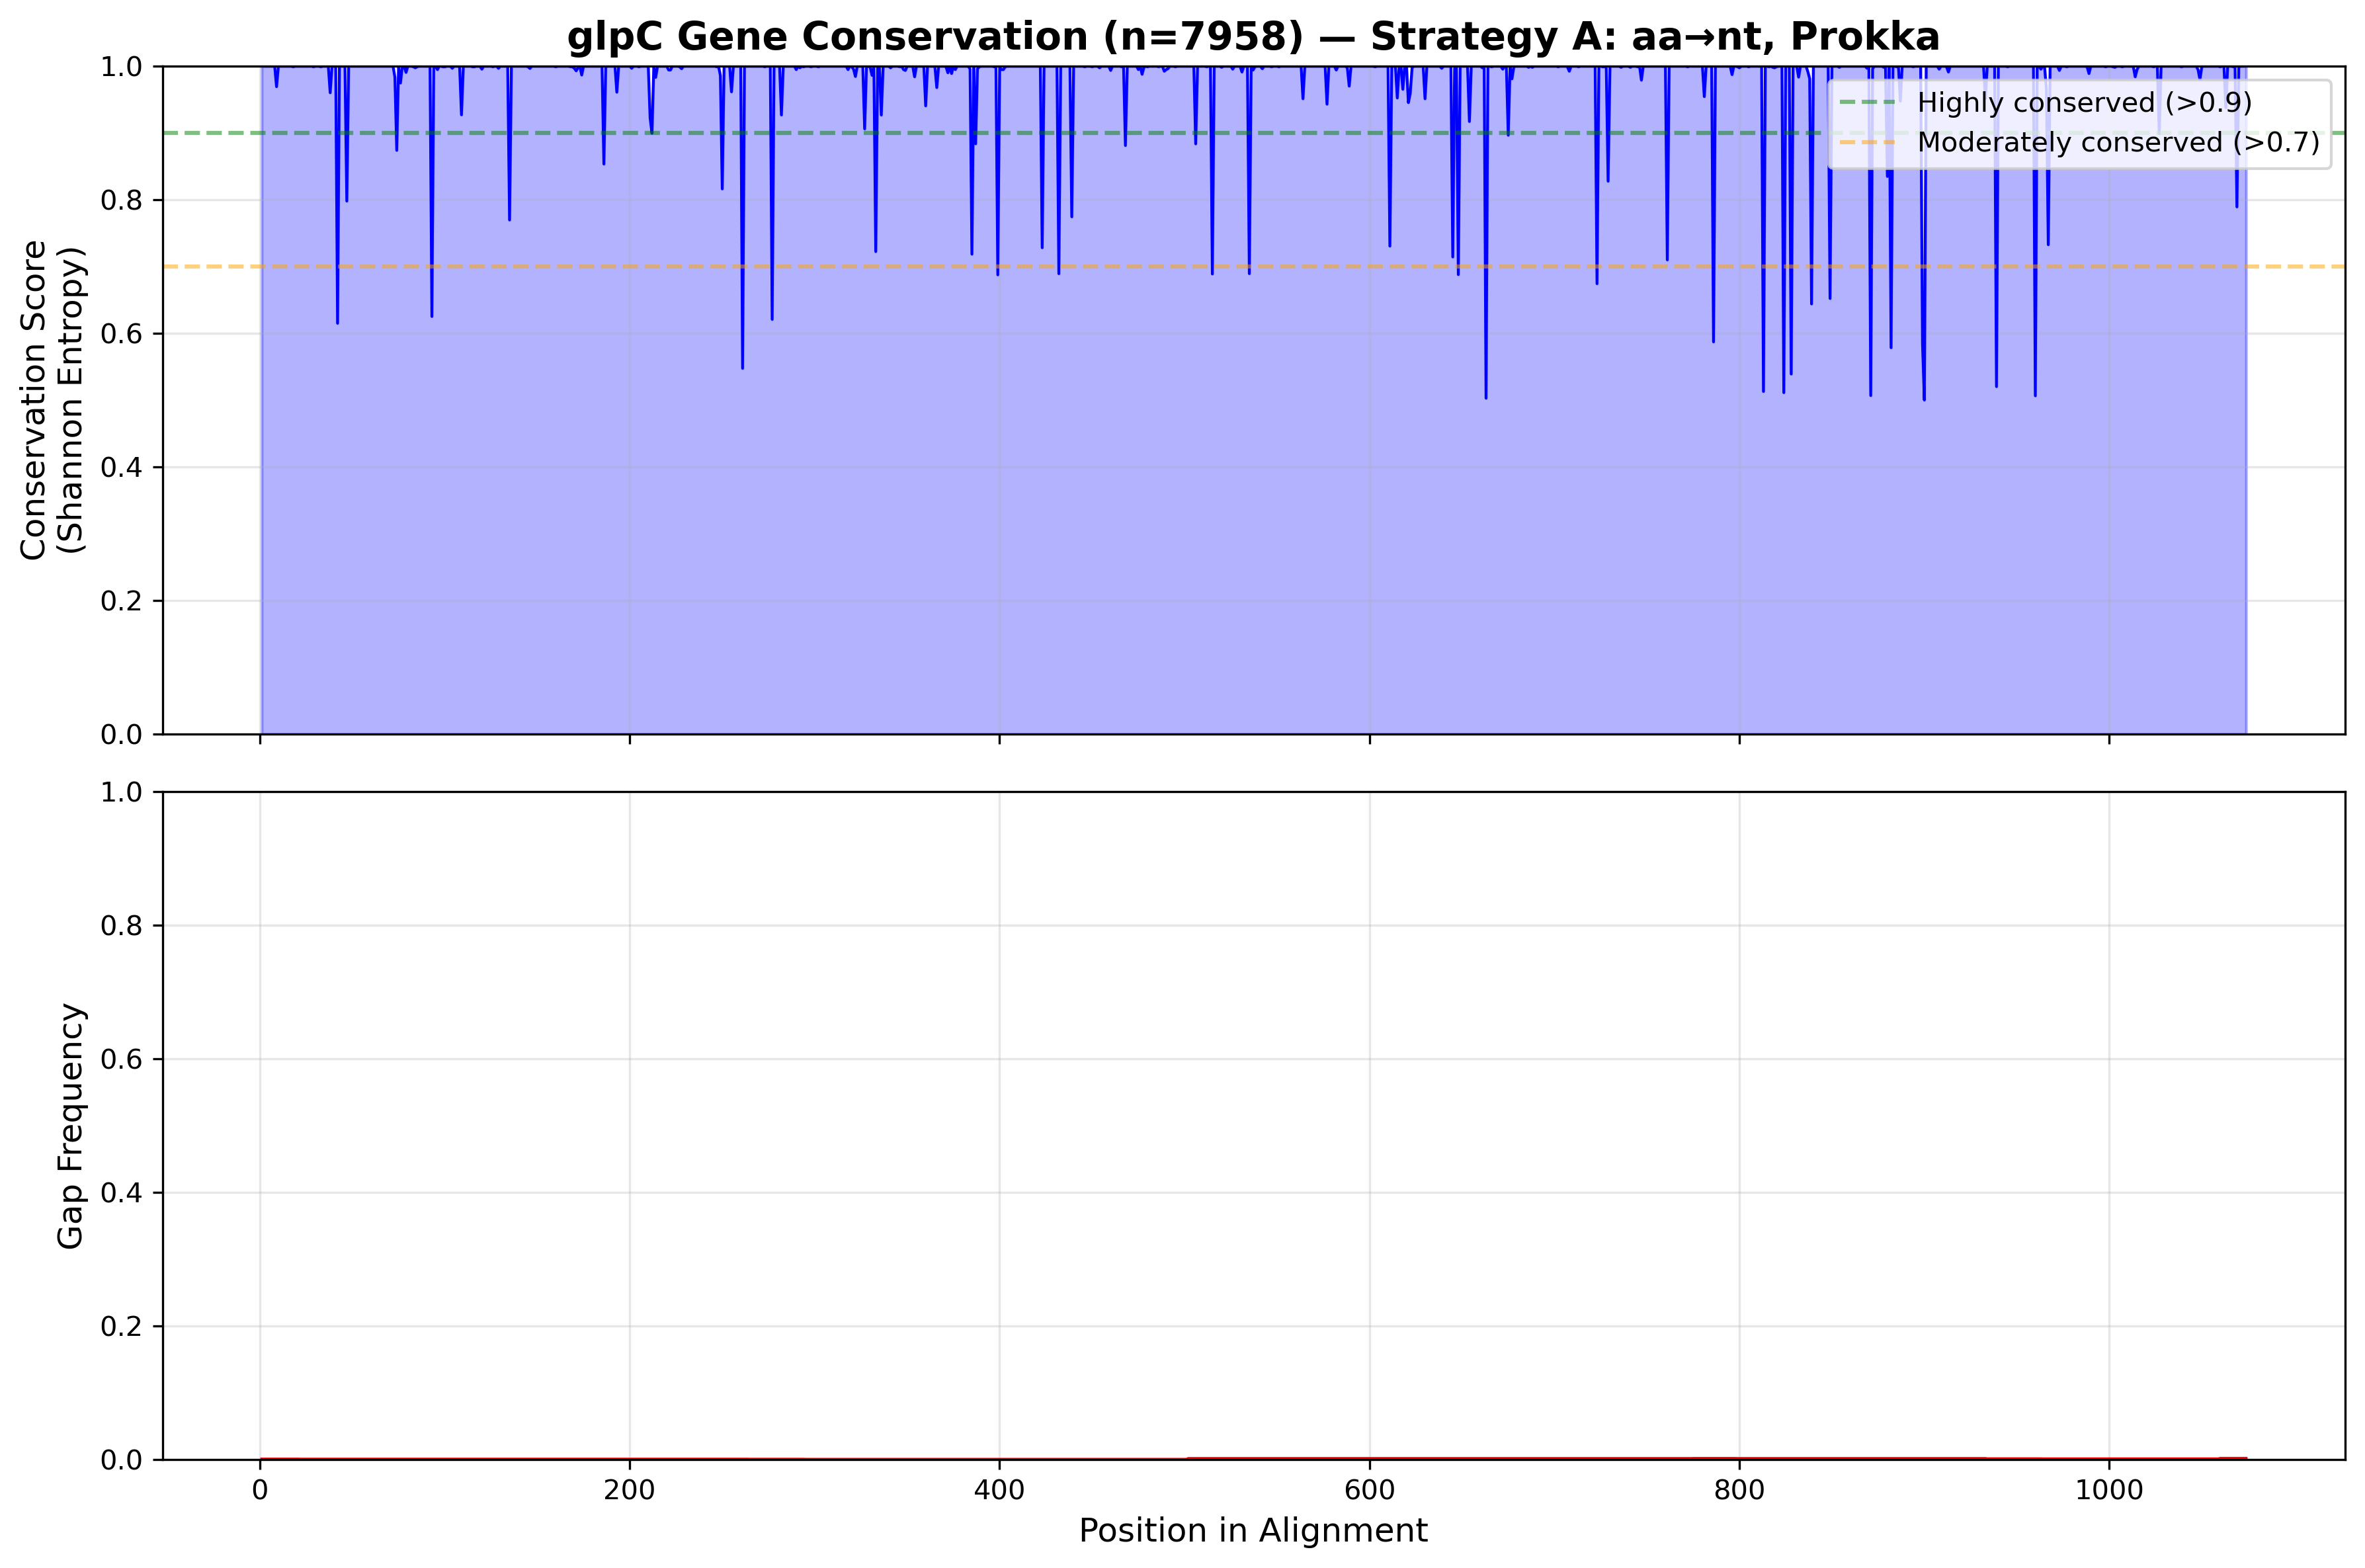 glpC Gene Conservation (n=7958) — Strategy A: aa→nt, Prokka
1.0
0.8
0.6
0.4
0.2
0.0
Conservation Score
(Shannon Entropy)
Highly conserved (>0.9)
Moderately conserved (>0.7)
1.0
0.8
0.6
0.4
0.2
0.0
Gap Frequency
0 200 400 600 800 1000
Position in Alignment